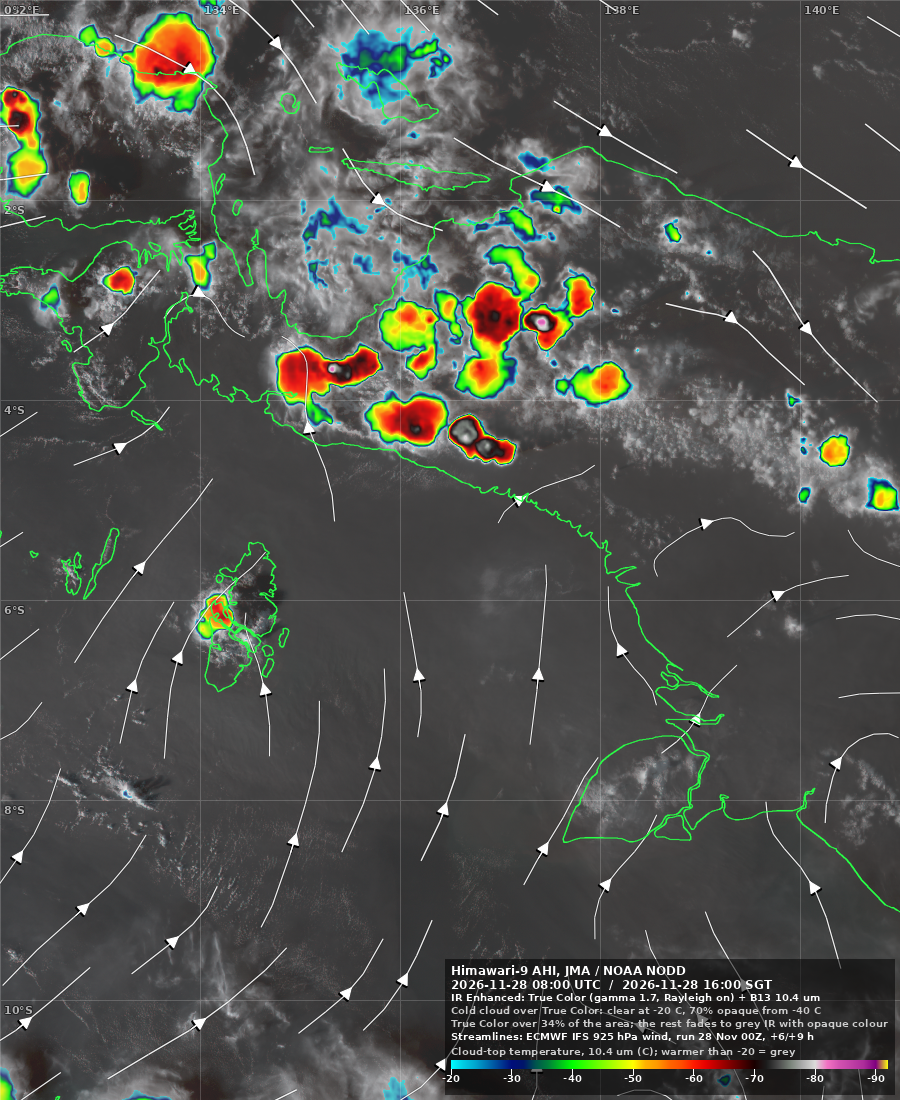 0°2'E 134°E 136°E 138°E 140°E
2°S
4°S
6°S
8°S
10°S
Himawari-9 AHI, JMA / NOAA NODD
2026-11-28 08:00 UTC / 2026-11-28 16:00 SGT
IR Enhanced: True Color (gamma 1.7, Rayleigh on) + B13 10.4 um
Cold cloud over True Color: clear at -20 C, 70% opaque from -40 C
True Color over 34% of the area; the rest fades to grey IR with opaque colour
Streamlines: ECMWF IFS 925 hPa wind, run 28 Nov 00Z, +6/+9 h
Cloud-top temperature, 10.4 um (C); warmer than -20 = grey
-20 -30 -40 -50 -60 -70 -80 -90